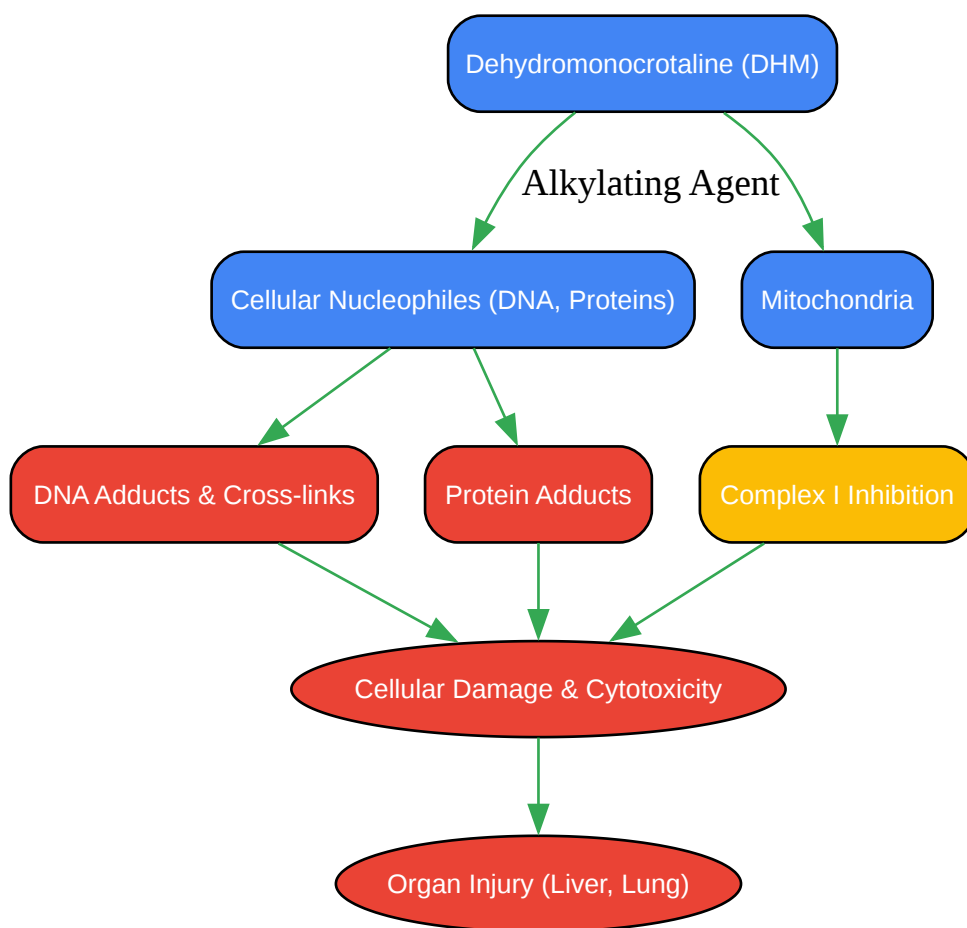 Dehydromonocrotaline (DHM)
Alkylating Agent
Cellular Nucleophiles (DNA, Proteins)
Mitochondria
DNA Adducts & Cross-links
Protein Adducts
Complex I Inhibition
Cellular Damage & Cytotoxicity
Organ Injury (Liver, Lung)